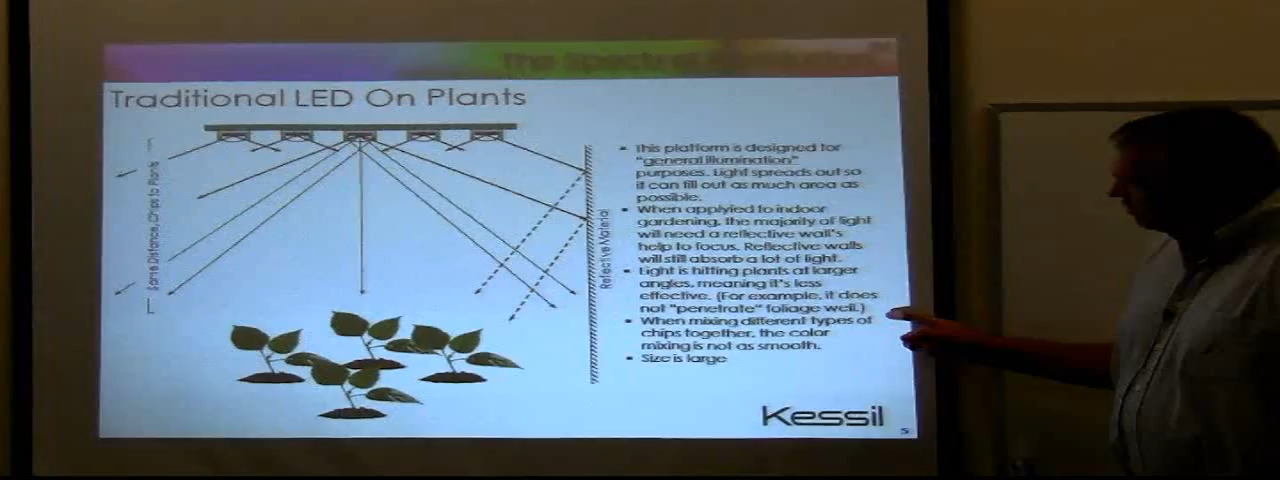 The Spectral
Traditional LED On Plants
Same Distance, Chips to Plants
Reflective Material
This platform is designed for
"general illumination"
purposes. Light spreads out so
it can fill out as much area as
possible.
When applyied to indoor
gardening, the majority of light
will need a reflective wall's
help to focus. Reflective walls
will still absorb a lot of light.
Light is hitting plants at larger
angles, meaning it's less
effective. (For example, it does
not "penetrate" foliage well.)
When mixing different types of
chips together, the color
mixing is not as smooth.
Size is large
Kessil
5